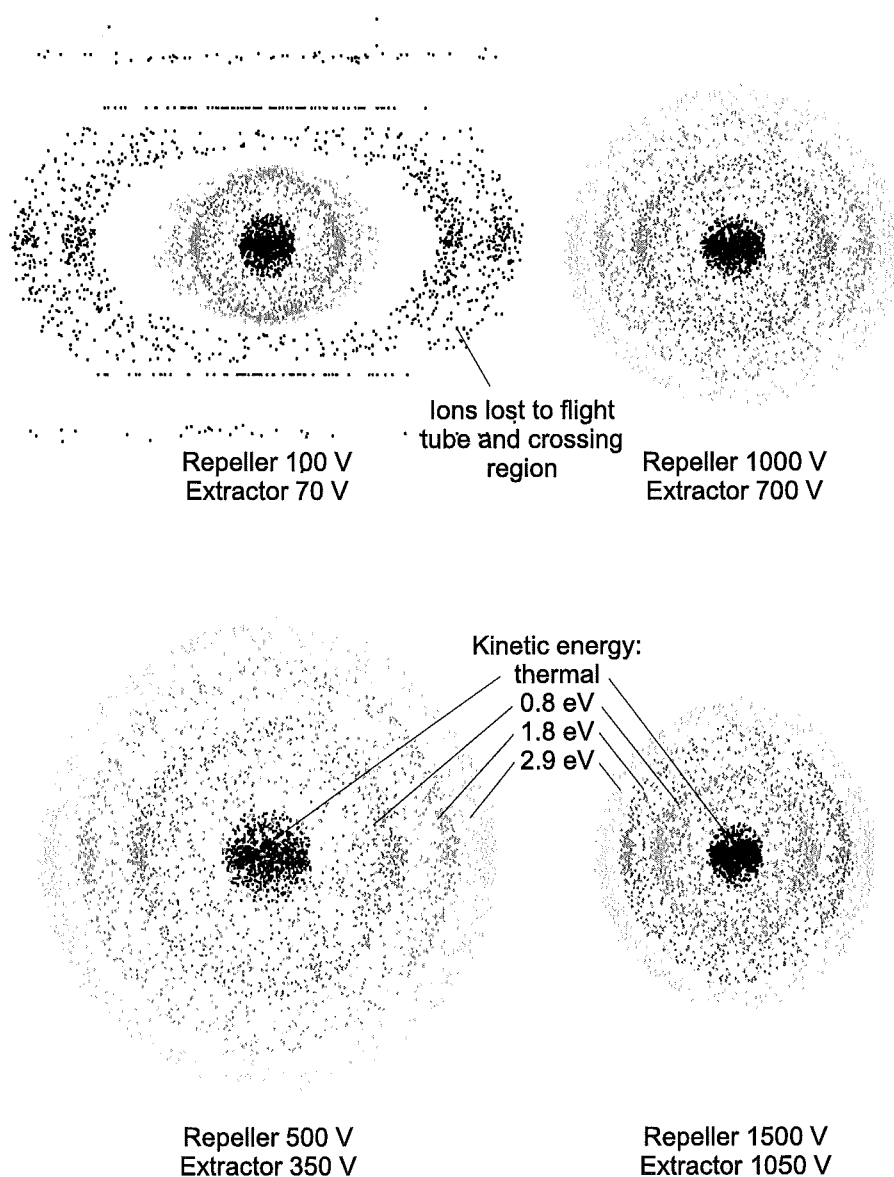 Ions lost to flight
tube and crossing
region
Repeller 100 V
Extractor 70 V
Repeller 1000 V
Extractor 700 V
Kinetic energy:
thermal
0.8 eV
1.8 eV
2.9 eV
Repeller 500 V
Extractor 350 V
Repeller 1500 V
Extractor 1050 V